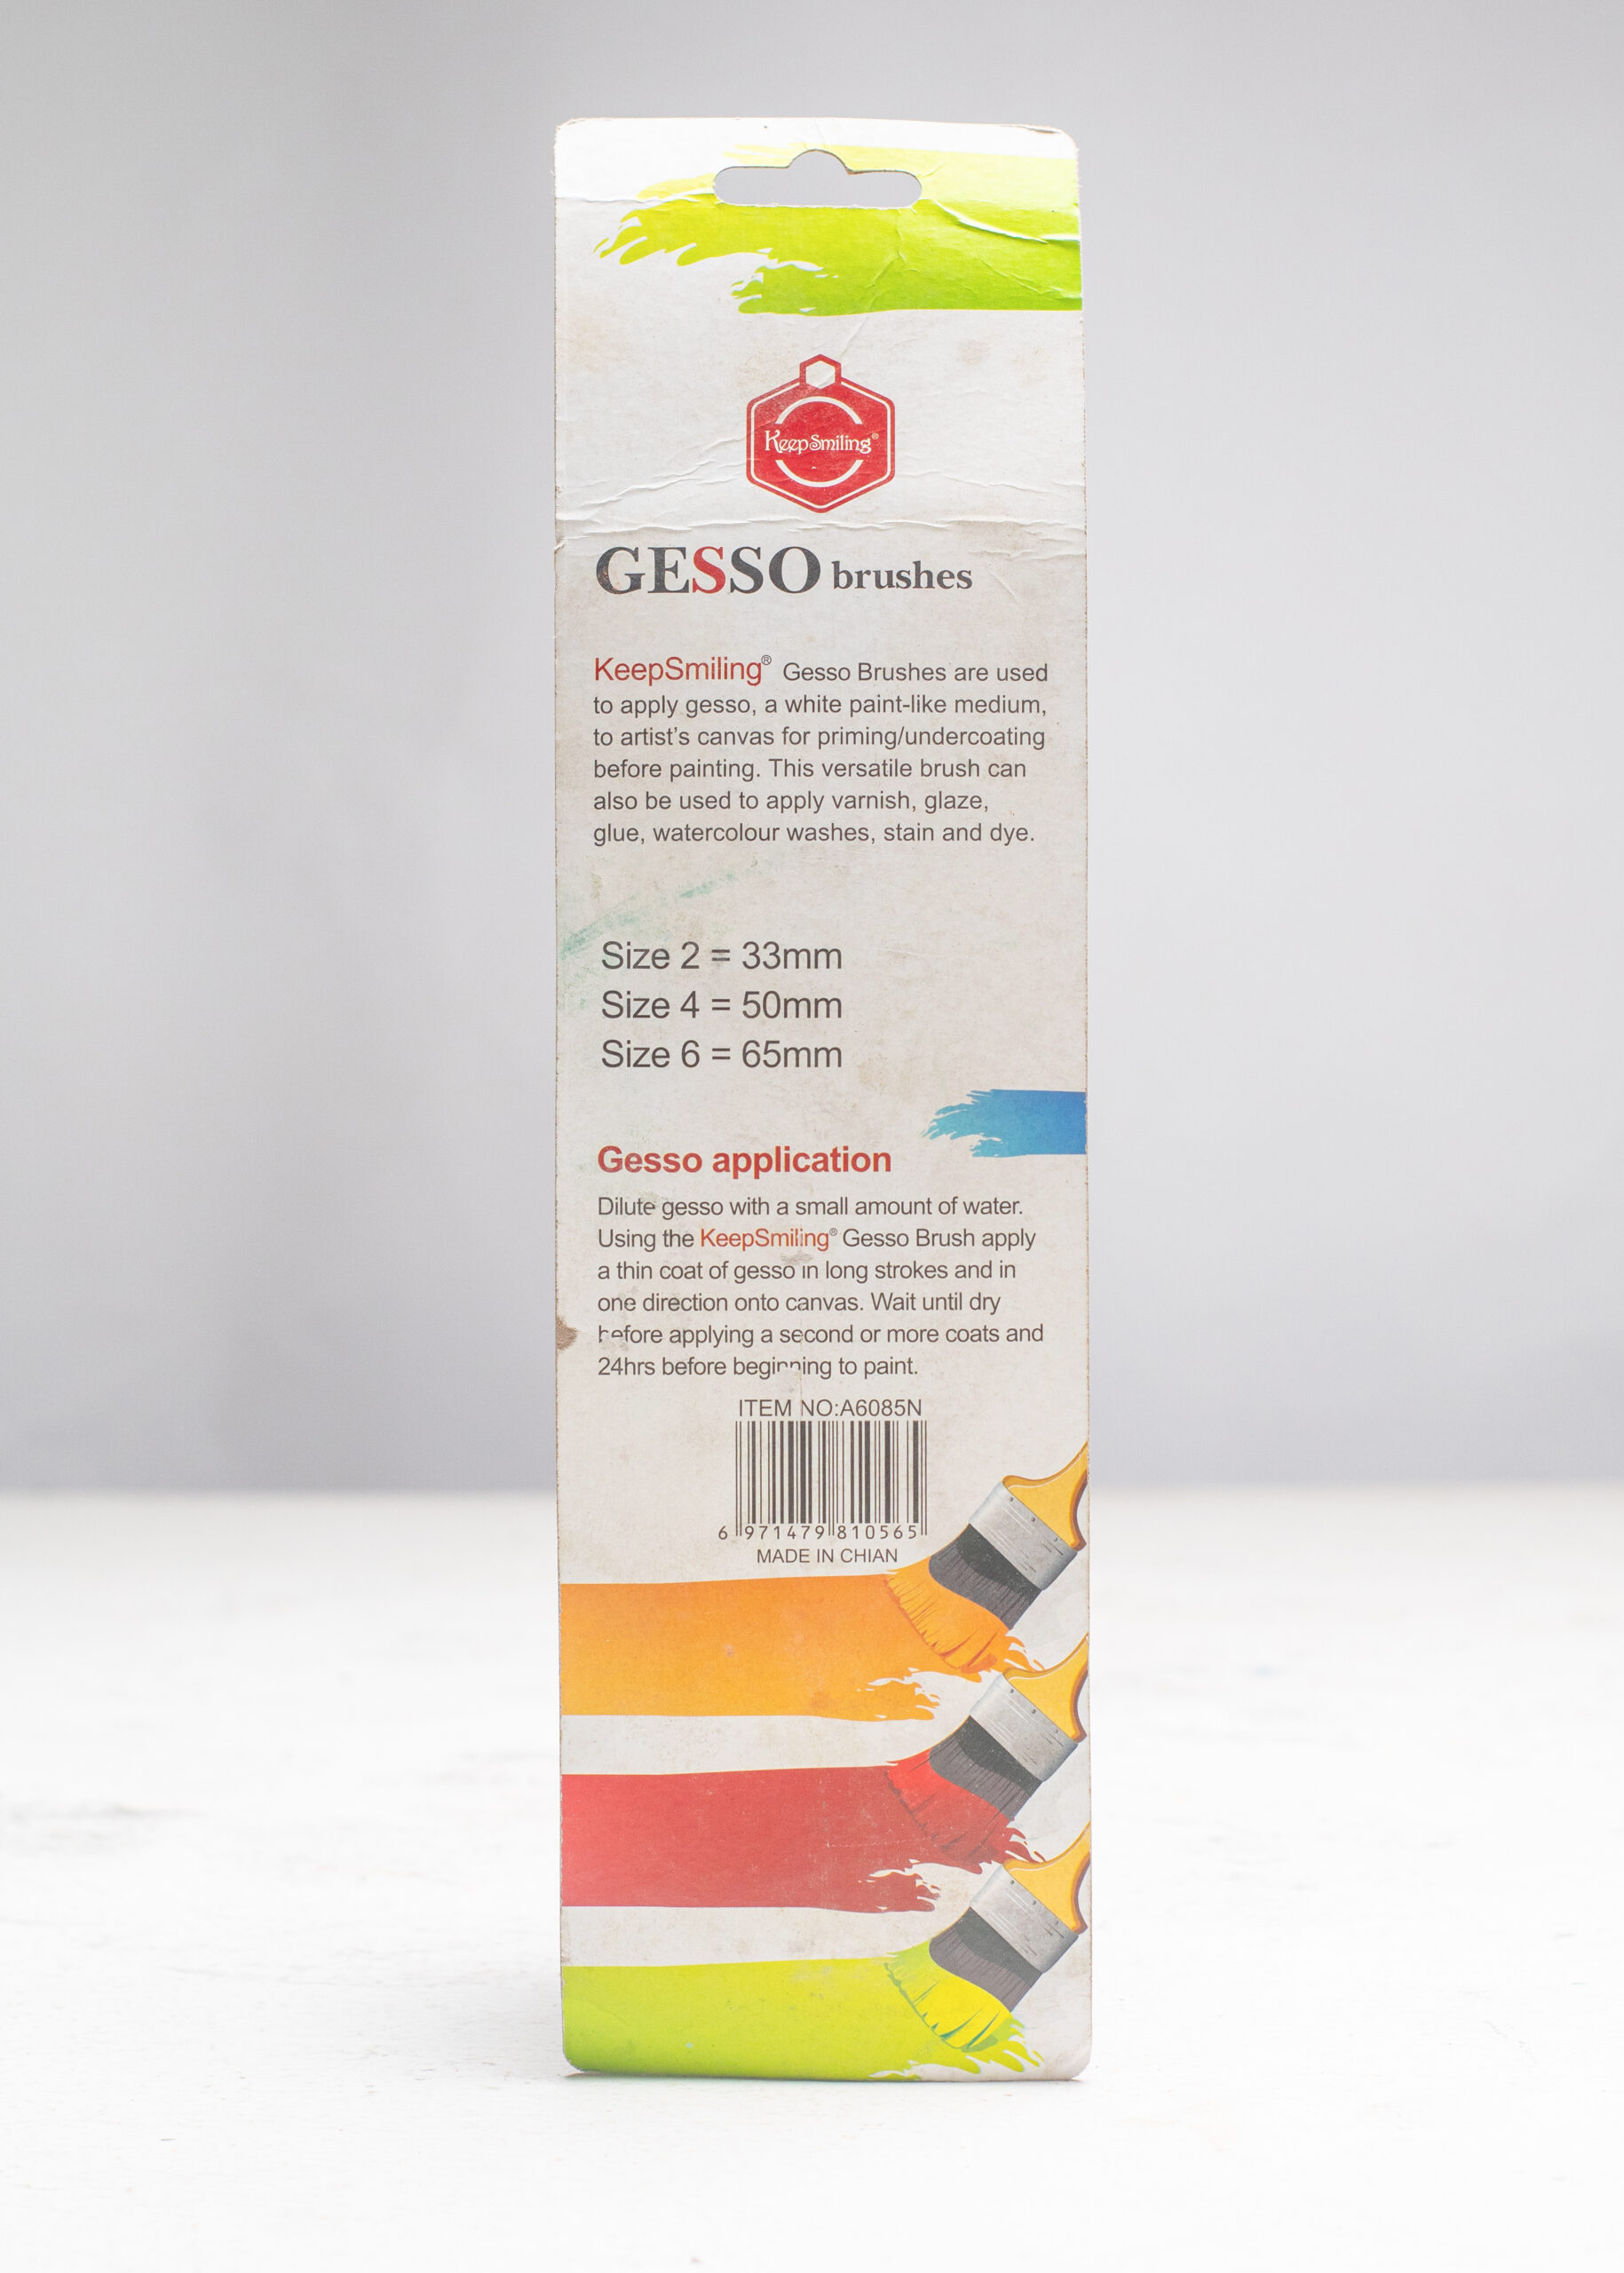 KeepSmiling®
GESSO brushes
KeepSmiling® Gesso Brushes are used
to apply gesso, a white paint-like medium,
to artist's canvas for priming/undercoating
before painting. This versatile brush can
also be used to apply varnish, glaze,
glue, watercolour washes, stain and dye.
Size 2 = 33mm
Size 4 = 50mm
Size 6 = 65mm
Gesso application
Dilute gesso with a small amount of water.
Using the KeepSmiling® Gesso Brush apply
a thin coat of gesso in long strokes and in
one direction onto canvas. Wait until dry
before applying a second or more coats and
24hrs before beginning to paint.
ITEM NO:A6085N
6 971479 810565
MADE IN CHIAN